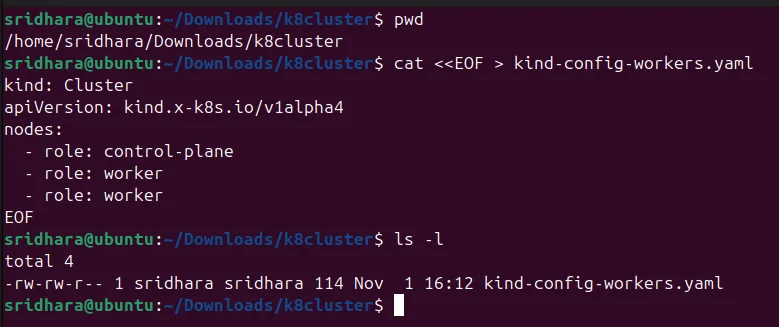 sridhara@ubuntu:~/Downloads/k8cluster$ pwd
/home/sridhara/Downloads/k8cluster
sridhara@ubuntu:~/Downloads/k8cluster$ cat <<EOF > kind-config-workers.yaml
kind: Cluster
apiVersion: kind.x-k8s.io/v1alpha4
nodes:
  - role: control-plane
  - role: worker
  - role: worker
EOF
sridhara@ubuntu:~/Downloads/k8cluster$ ls -l
total 4
-rw-rw-r-- 1 sridhara sridhara 114 Nov  1 16:12 kind-config-workers.yaml
sridhara@ubuntu:~/Downloads/k8cluster$